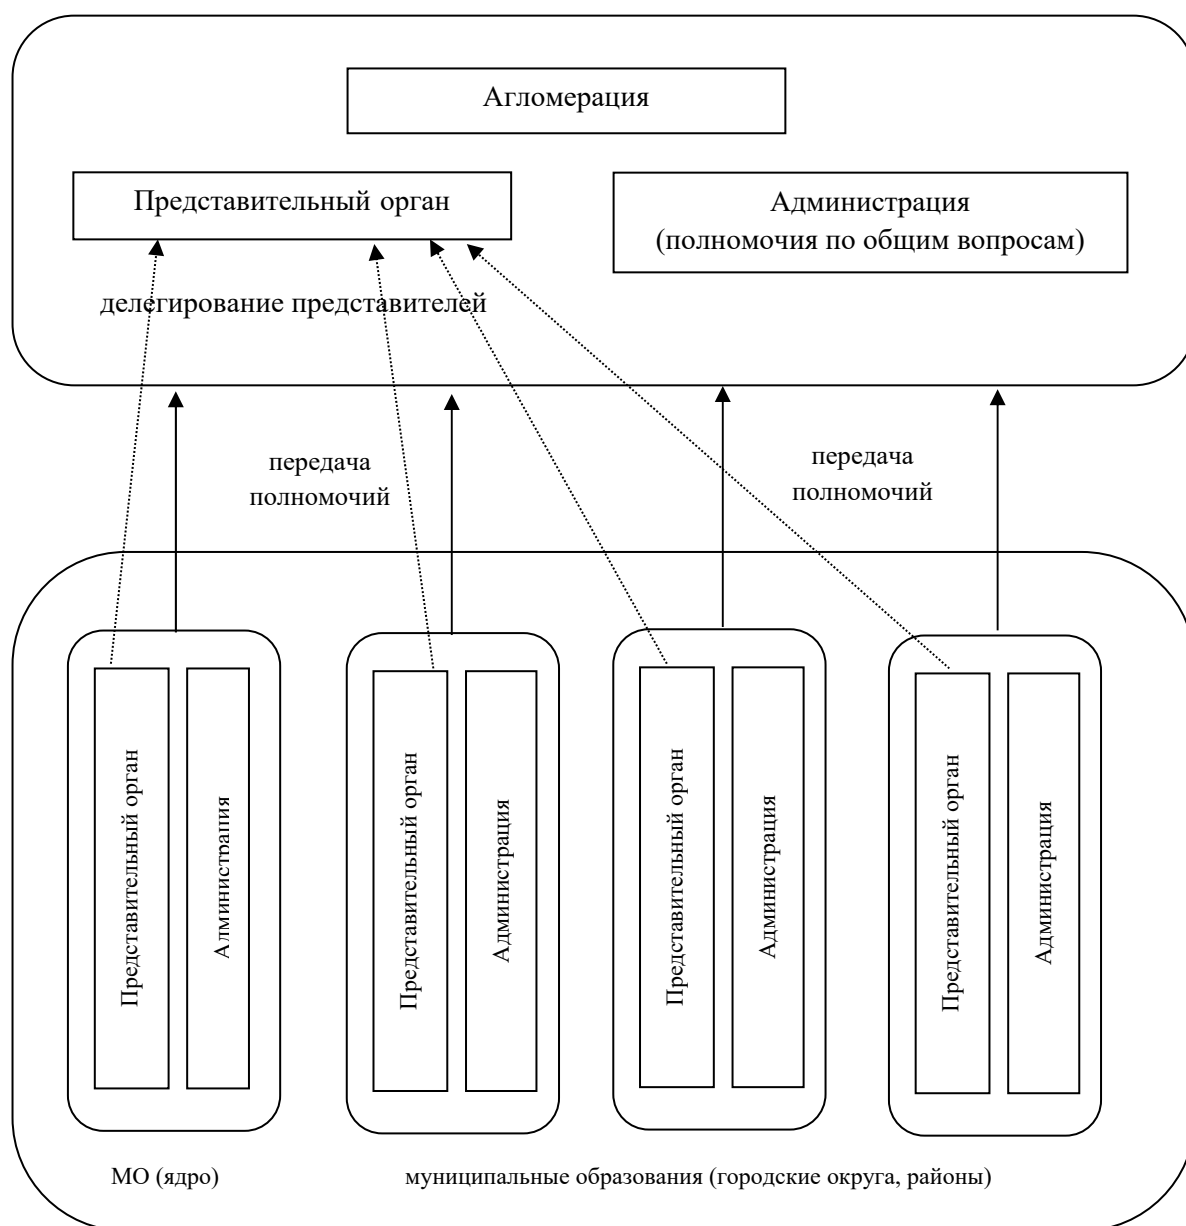 Агломерация
Представительный орган
Администрация
(полномочия по общим вопросам)
делегирование представителей
передача
полномочий
передача
полномочий
Представительный орган
Администрация
Представительный орган
Администрация
Представительный орган
Администрация
Представительный орган
Администрация
МО (ядро)
муниципальные образования (городские округа, районы)